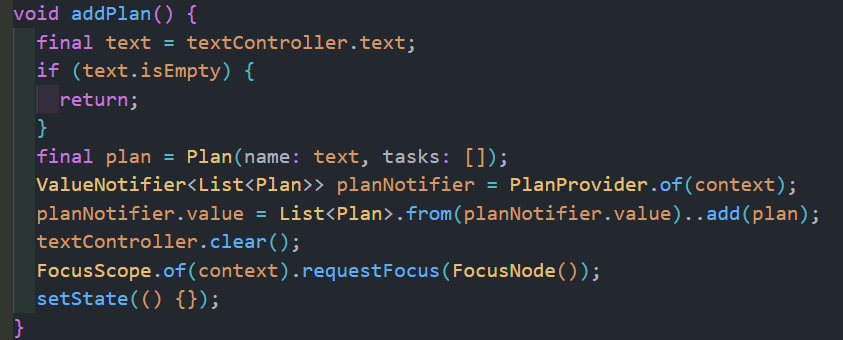 void addPlan() {
final text = textController.text;
if (text.isEmpty) {
return;
}
final plan = Plan(name: text, tasks: []);
ValueNotifier<List<Plan>> planNotifier = PlanProvider.of(context);
planNotifier.value = List<Plan>.from(planNotifier.value)..add(plan);
textController.clear();
FocusScope.of(context).requestFocus(FocusNode());
setState(() {});
}